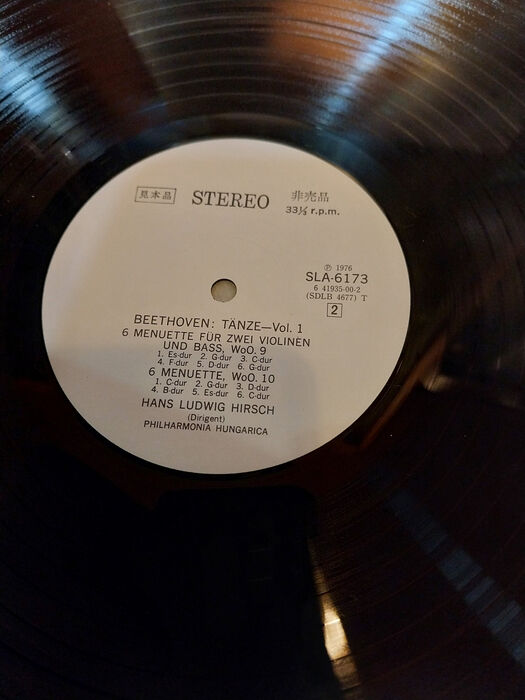 見本品 STEREO 非売品
33⅓ r.p.m.
℗ 1976
SLA-6173
6 41935-00-2
(SDLB 4677) T
2
BEETHOVEN: TÄNZE—Vol. 1
6 MENUETTE FÜR ZWEI VIOLINEN
UND BASS, WoO. 9
1. Es-dur 2. G-dur 3. C-dur
4. F-dur 5. D-dur 6. G-dur
6 MENUETTE, WoO. 10
1. C-dur 2. G-dur 3. D-dur
4. B-dur 5. Es-dur 6. C-dur
HANS LUDWIG HIRSCH
(Dirigent)
PHILHARMONIA HUNGARICA